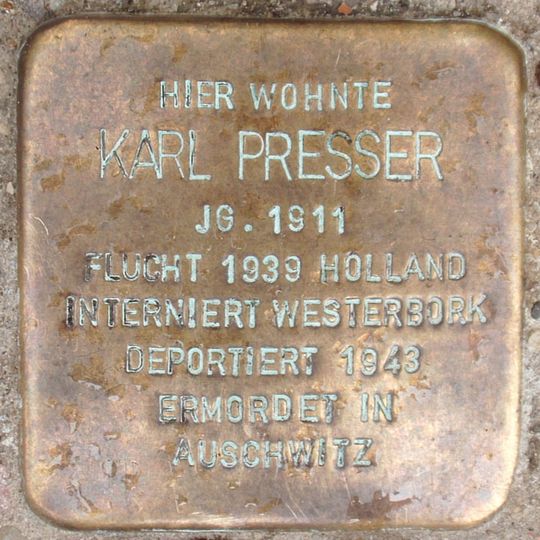 HIER WOHNTE
KARL PRESSER
JG. 1911
FLUCHT 1939 HOLLAND
INTERNIERT WESTERBORK
DEPORTIERT 1943
ERMORDET IN
AUSCHWITZ